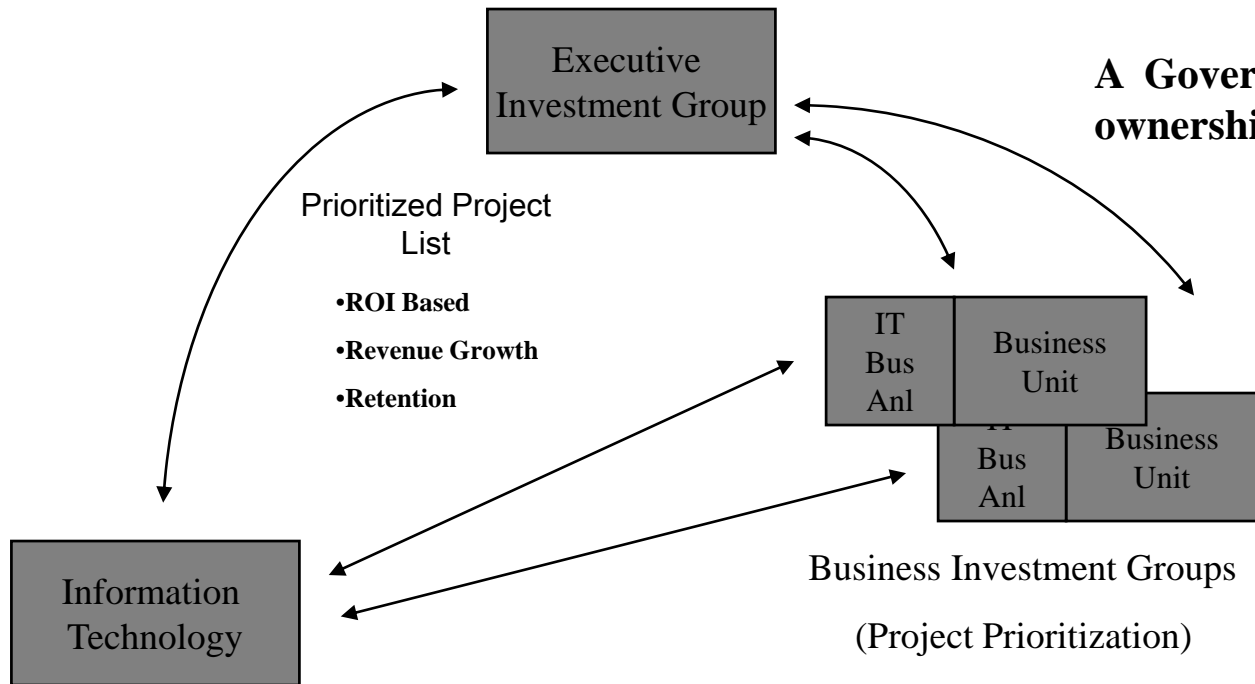 Executive
Investment Group
A Gover
ownershi
Prioritized Project
List
•ROI Based
•Revenue Growth
•Retention
IT
Bus
Anl
Business
Unit
Bus
Anl
Business
Unit
Information
Technology
Business Investment Groups
(Project Prioritization)